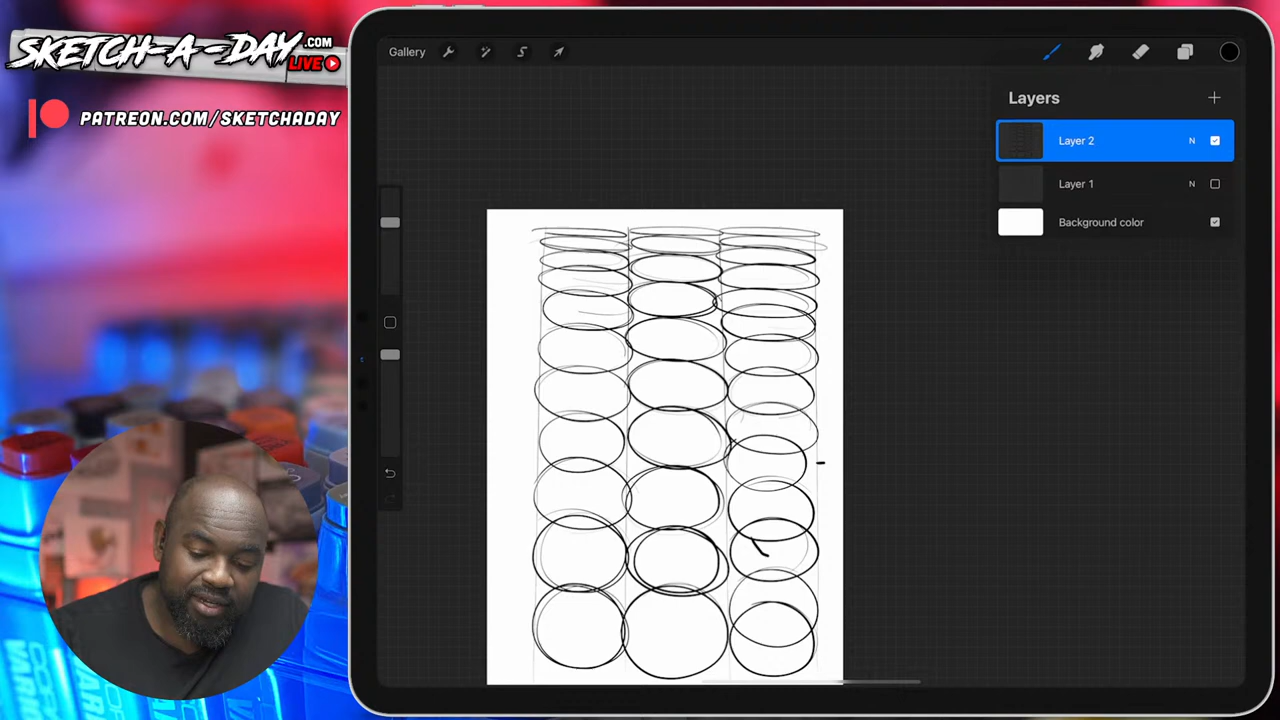 SKETCH-A-DAY.COM
LIVE
PATREON.COM/SKETCHADAY
Gallery
Layers
Layer 2 N
Layer 1 N
Background color